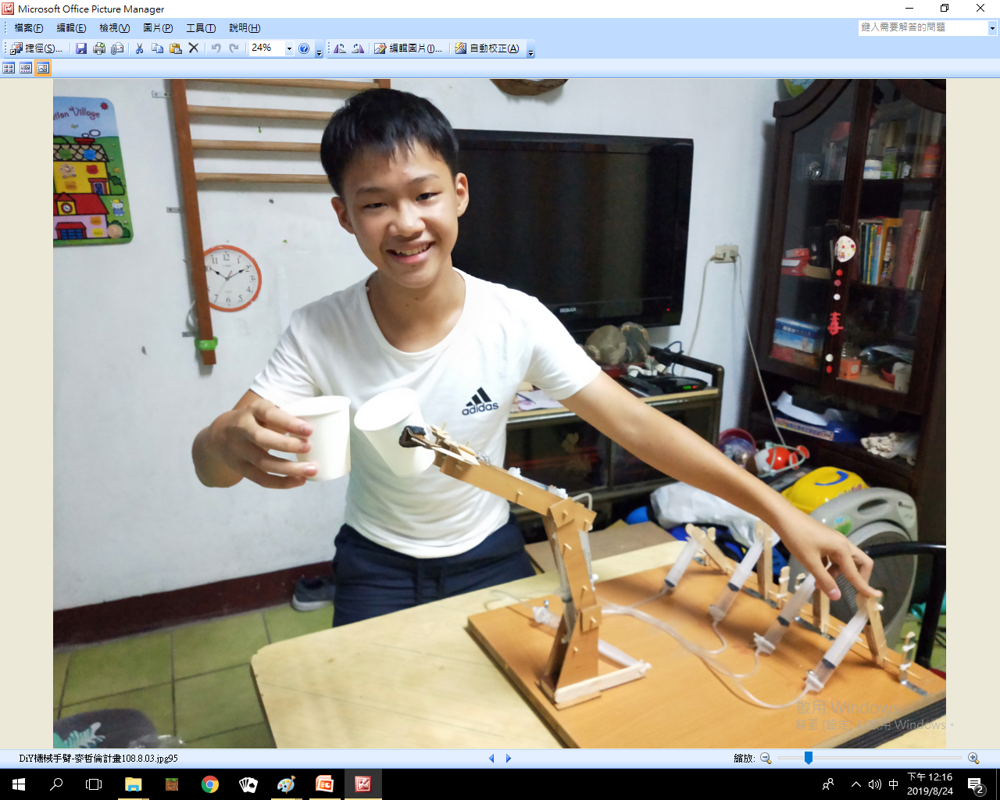 Microsoft Office Picture Manager
檔案(F) 編輯(E) 檢視(V) 圖片(P) 工具(T) 說明(H) 鍵入需要解答的問題
捷徑(S)... 24% 編輯圖片(I)... 自動校正(A)
Village
12
adidas
啟用 Windows
DiY機械手臂-麥哲倫計畫108.8.03.jpg95 縮放:
中 下午 12:16
2019/8/24 2